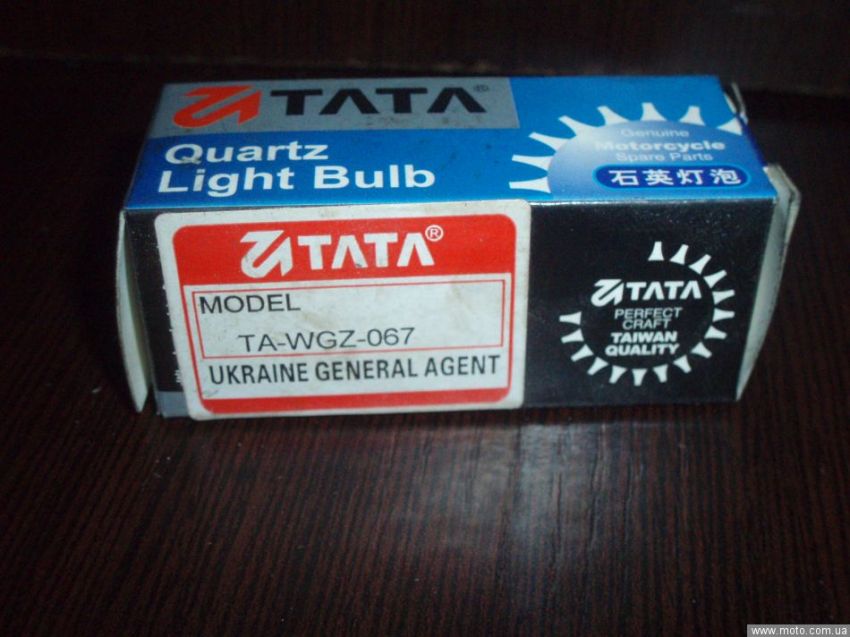 TATA®
Quartz
Light Bulb
Genuine
Motorcycle
Spare Parts
石英灯泡
TATA®
MODEL
TA-WGZ-067
UKRAINE GENERAL AGENT
TATA
PERFECT
CRAFT
TAIWAN
QUALITY
www.moto.com.ua